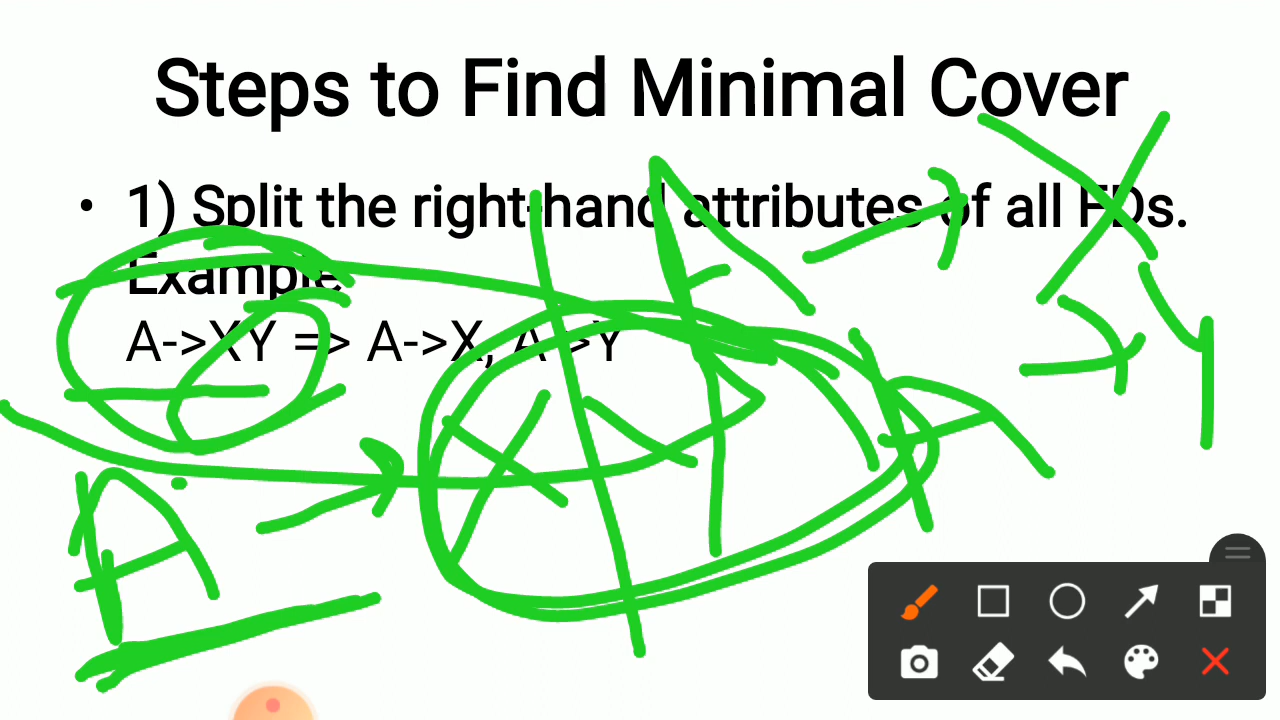 Steps to Find Minimal Cover
• 1) Split the right-hand attributes of all FDs.
Example
A->XY => A->X, A->Y
A → X
A → Y
A → X Y